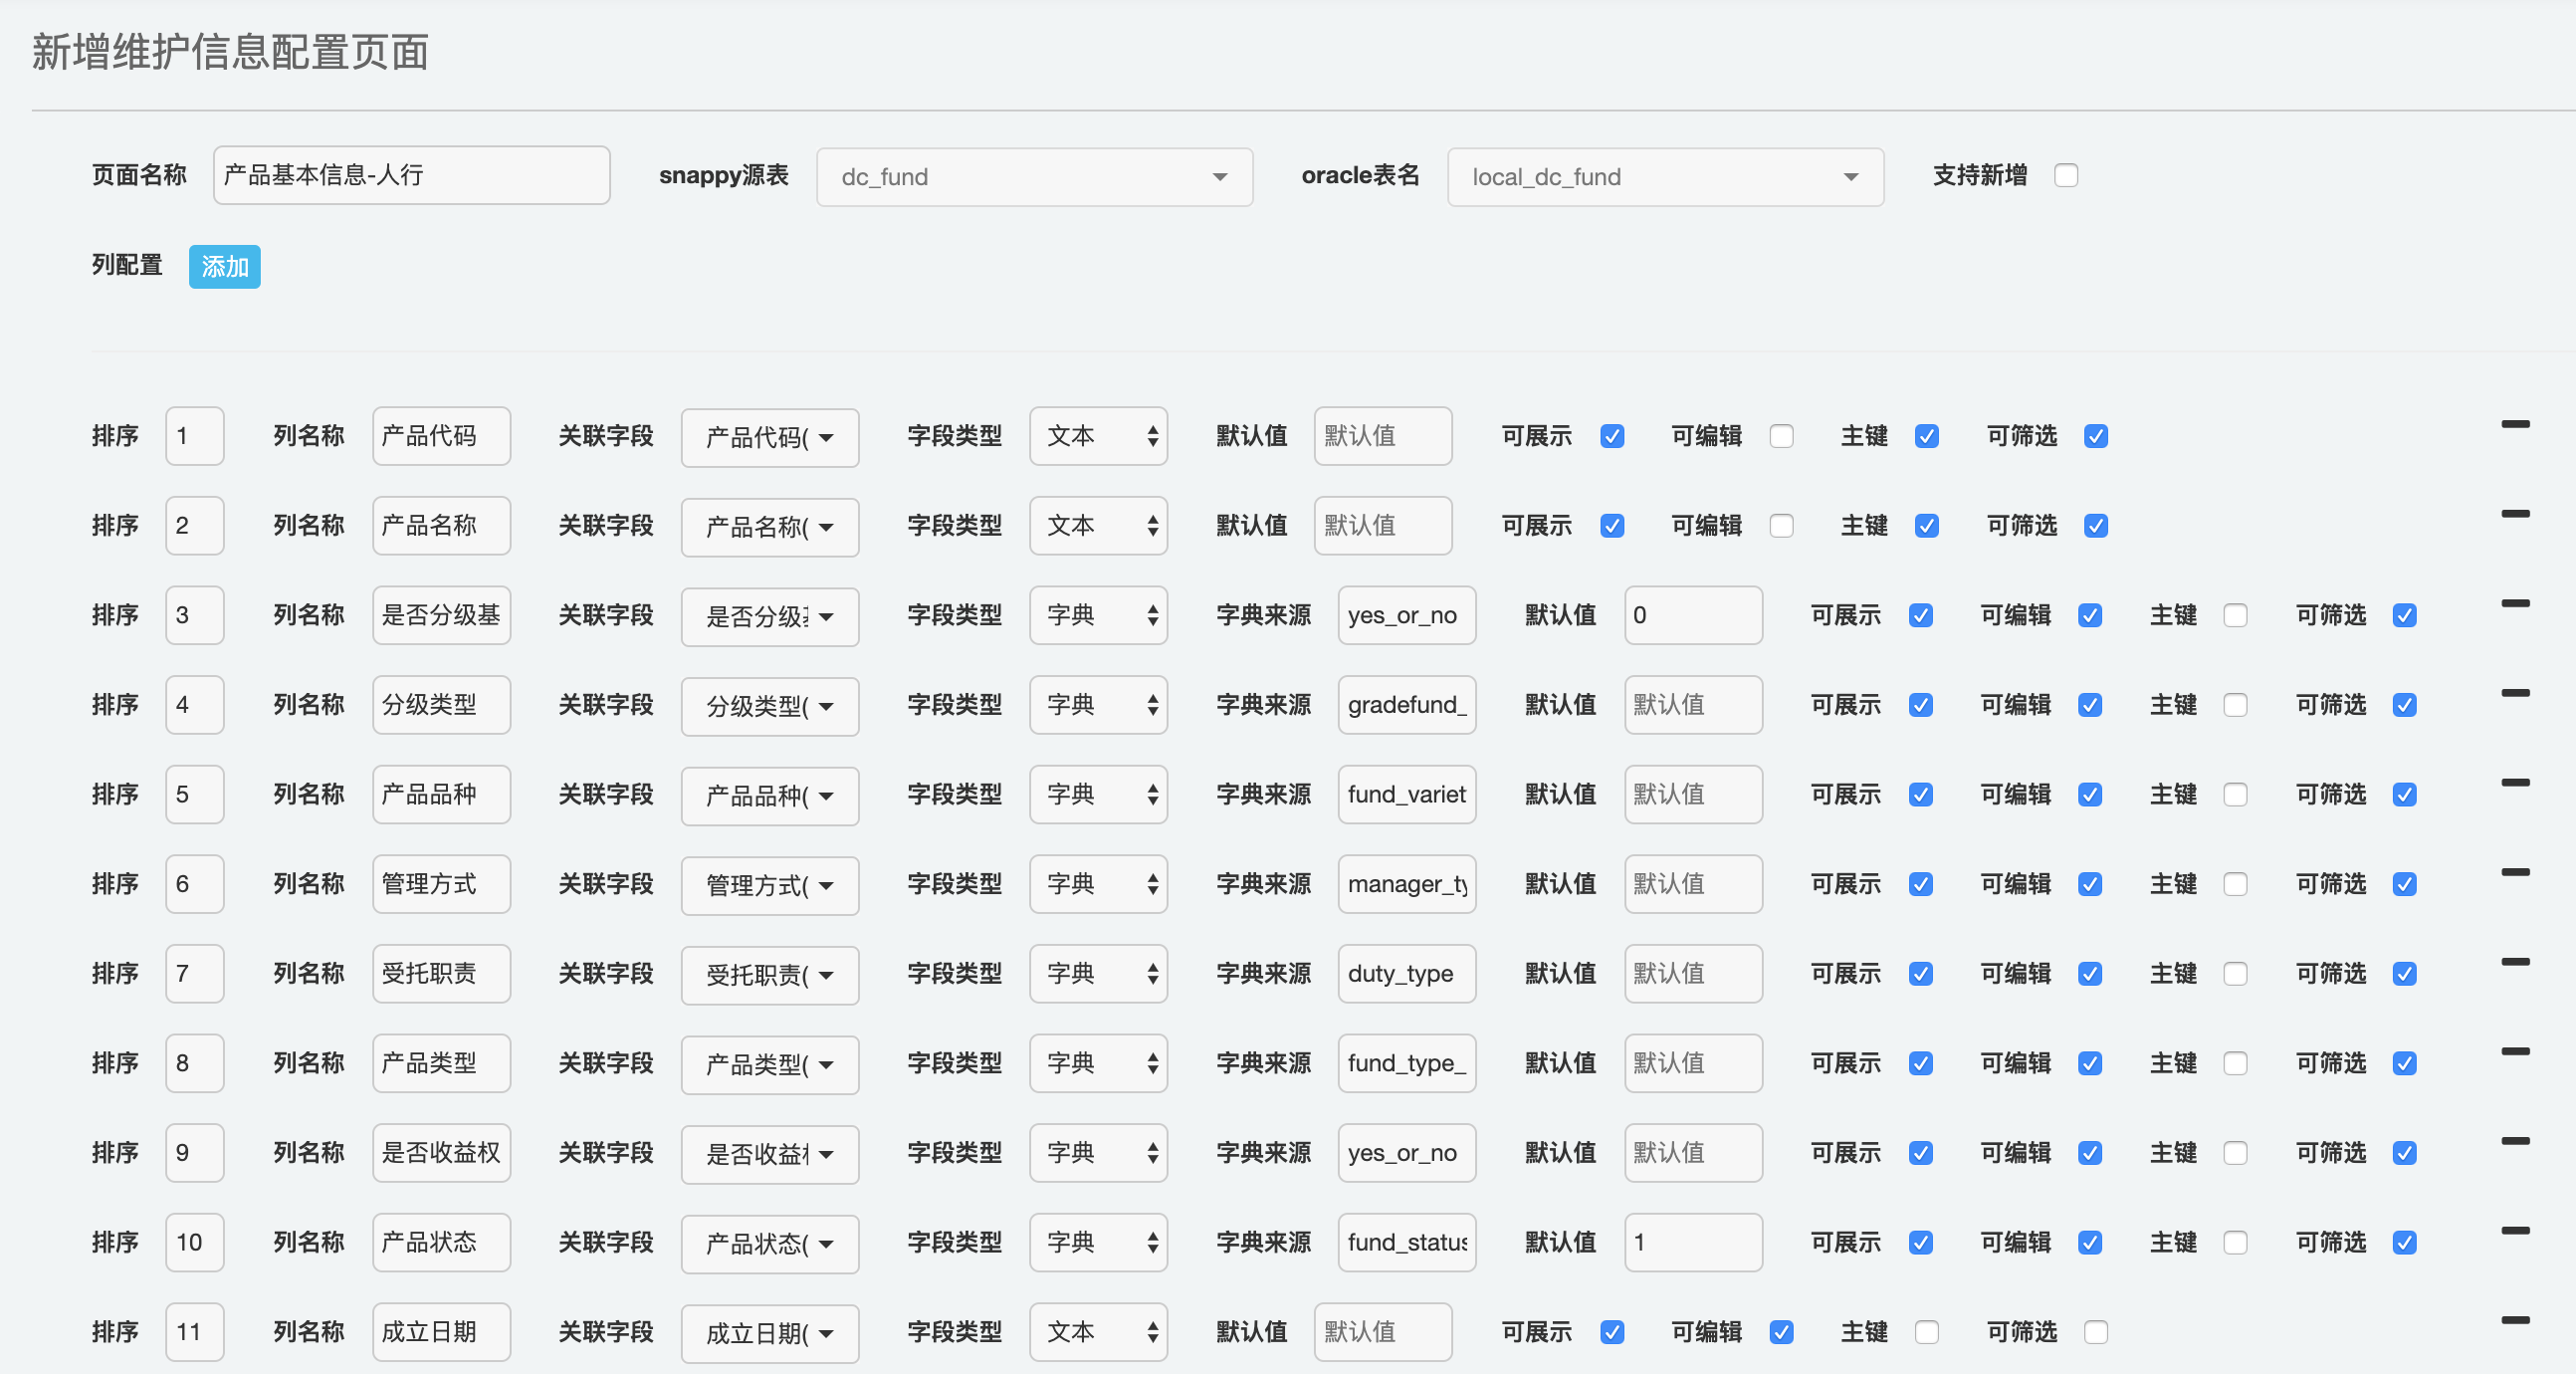 新增维护信息配置页面
页面名称 产品基本信息-人行 snappy源表 dc_fund oracle表名 local_dc_fund 支持新增
列配置 添加
排序 1 列名称 产品代码 关联字段 产品代码( 字段类型 文本 默认值 默认值 可展示 可编辑 主键 可筛选
排序 2 列名称 产品名称 关联字段 产品名称( 字段类型 文本 默认值 默认值 可展示 可编辑 主键 可筛选
排序 3 列名称 是否分级基 关联字段 是否分级 字段类型 字典 字典来源 yes_or_no 默认值 0 可展示 可编辑 主键 可筛选
排序 4 列名称 分级类型 关联字段 分级类型( 字段类型 字典 字典来源 gradefund_ 默认值 默认值 可展示 可编辑 主键 可筛选
排序 5 列名称 产品品种 关联字段 产品品种( 字段类型 字典 字典来源 fund_variet 默认值 默认值 可展示 可编辑 主键 可筛选
排序 6 列名称 管理方式 关联字段 管理方式( 字段类型 字典 字典来源 manager_ty 默认值 默认值 可展示 可编辑 主键 可筛选
排序 7 列名称 受托职责 关联字段 受托职责( 字段类型 字典 字典来源 duty_type 默认值 默认值 可展示 可编辑 主键 可筛选
排序 8 列名称 产品类型 关联字段 产品类型( 字段类型 字典 字典来源 fund_type_ 默认值 默认值 可展示 可编辑 主键 可筛选
排序 9 列名称 是否收益权 关联字段 是否收益 字段类型 字典 字典来源 yes_or_no 默认值 默认值 可展示 可编辑 主键 可筛选
排序 10 列名称 产品状态 关联字段 产品状态( 字段类型 字典 字典来源 fund_status 默认值 1 可展示 可编辑 主键 可筛选
排序 11 列名称 成立日期 关联字段 成立日期( 字段类型 文本 默认值 默认值 可展示 可编辑 主键 可筛选